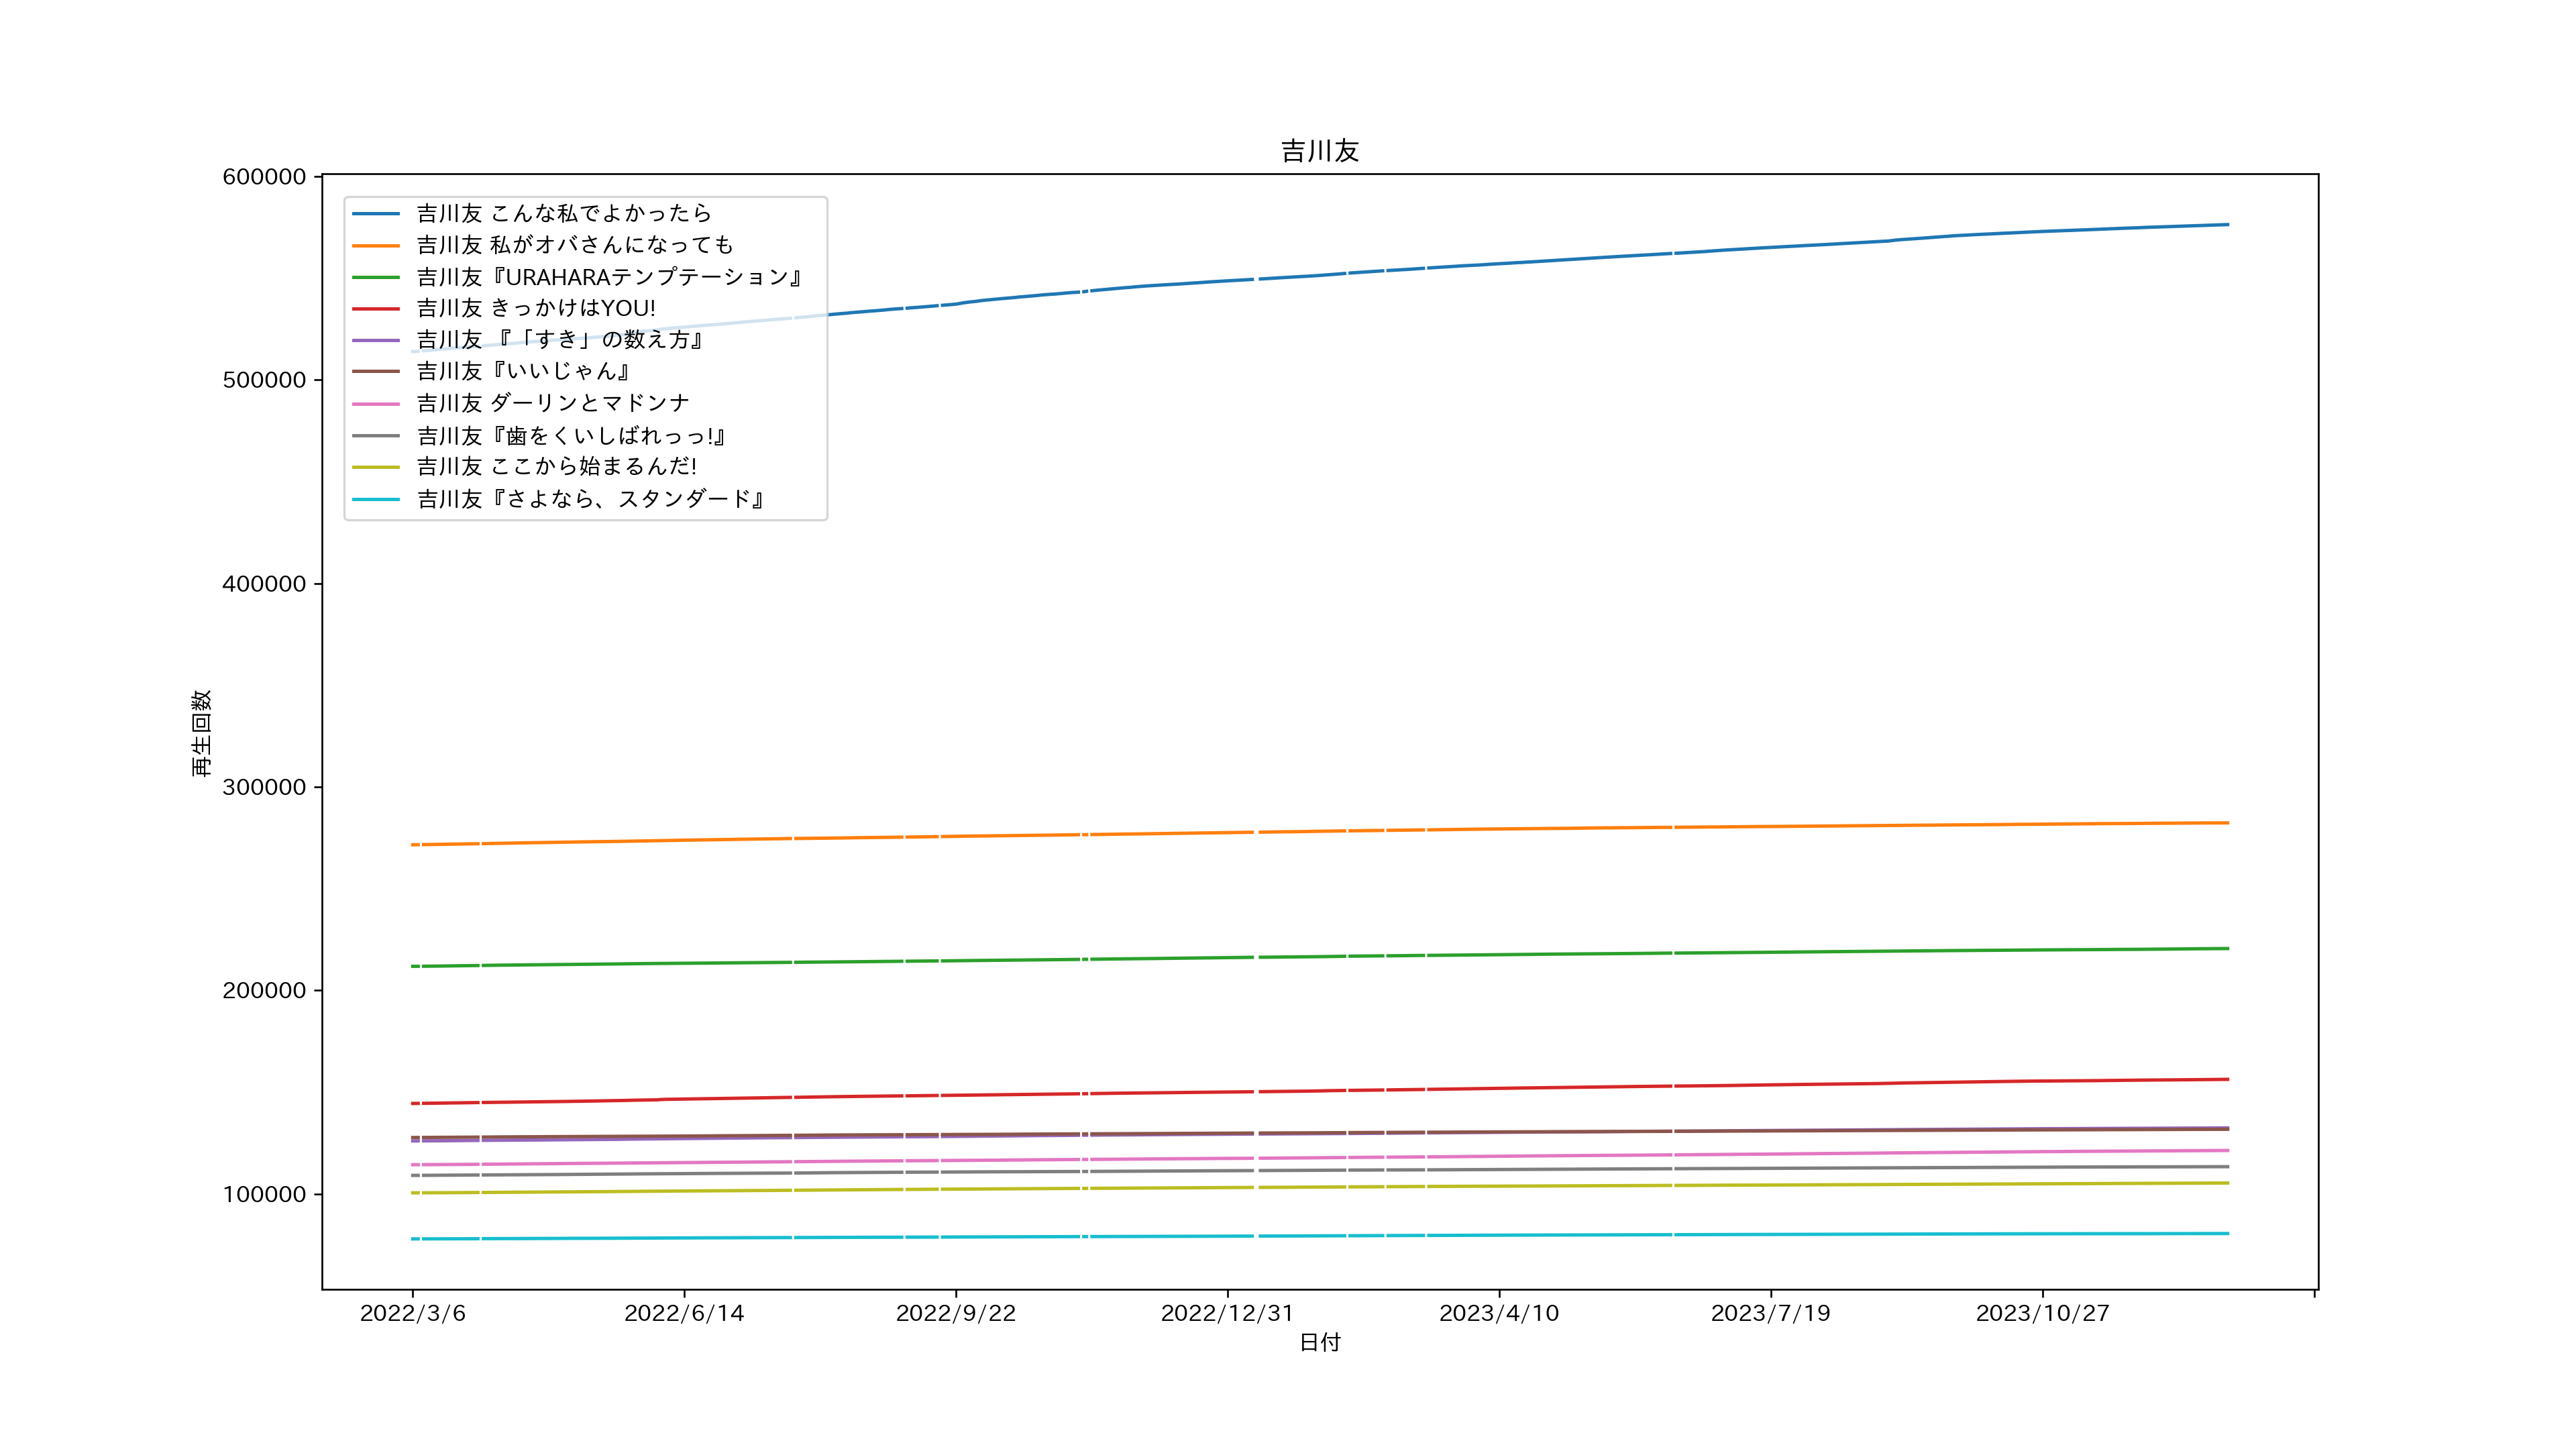 吉川友
600000
500000
400000
300000
200000
100000
再生回数
吉川友 こんな私でよかったら
吉川友 私がオバさんになっても
吉川友『URAHARAテンプテーション』
吉川友 きっかけはYOU!
吉川友 『「すき」の数え方』
吉川友『いいじゃん』
吉川友 ダーリンとマドンナ
吉川友『歯をくいしばれっっ!』
吉川友 ここから始まるんだ!
吉川友『さよなら、スタンダード』
2022/3/6 2022/6/14 2022/9/22 2022/12/31 2023/4/10 2023/7/19 2023/10/27
日付